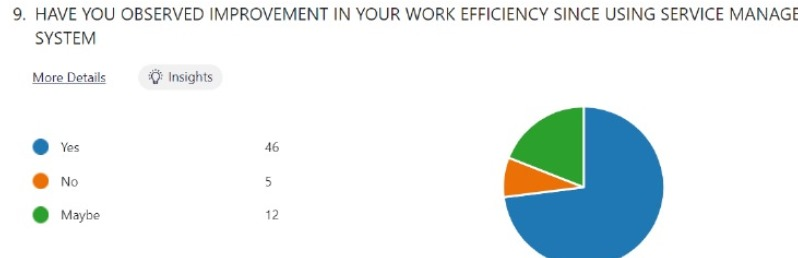 9. HAVE YOU OBSERVED IMPROVEMENT IN YOUR WORK EFFICIENCY SINCE USING SERVICE MANAGE
SYSTEM
More Details Insights
Yes 46
No 5
Maybe 12